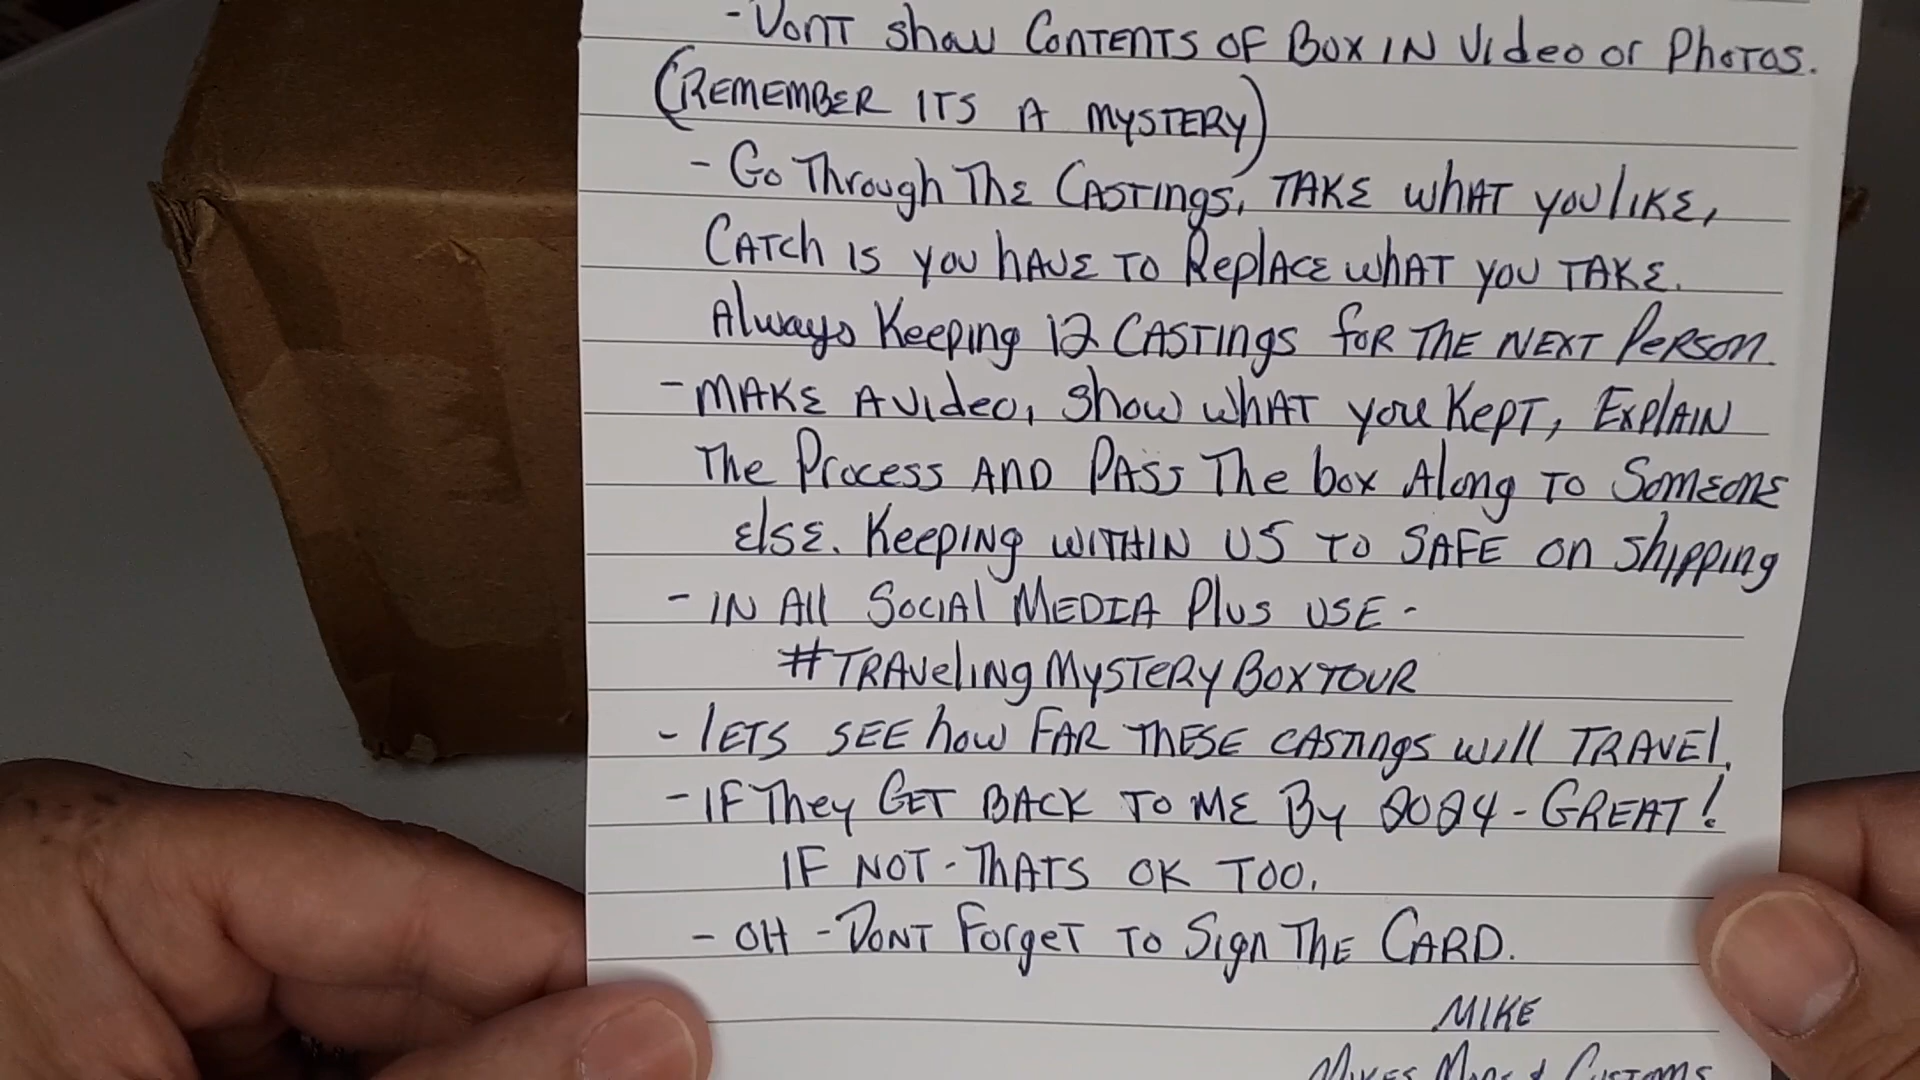 - DONT show CONTENTS OF BOX IN Video or Photos.
(REMEMBER ITS A MYSTERY)
- Go Through The CASTings, TAKE whAT you LIKE,
CATch is you hAVE TO Replace whAT you TAKE.
Always Keeping 12 CASTings for THE NEXT Person
- MAKE A Video, Show whAT you Kept, Explain
The Process AND PASS The box Along To Someone
else. Keeping WITHIN US TO SAFE on Shipping
- IN All Social MEDIA Plus USE -
#TRAVelingMySTERYBOXTOUR
- lETS SEE how FAR THESE CASTings will TRAVEl.
- IF They GET BACK TO ME By 2024 - GREAT!
IF NOT - ThATS OK TOO.
- OH - DONT Forget TO Sign The CARD.
MIKE
MIKES Mods & CUSTOMS